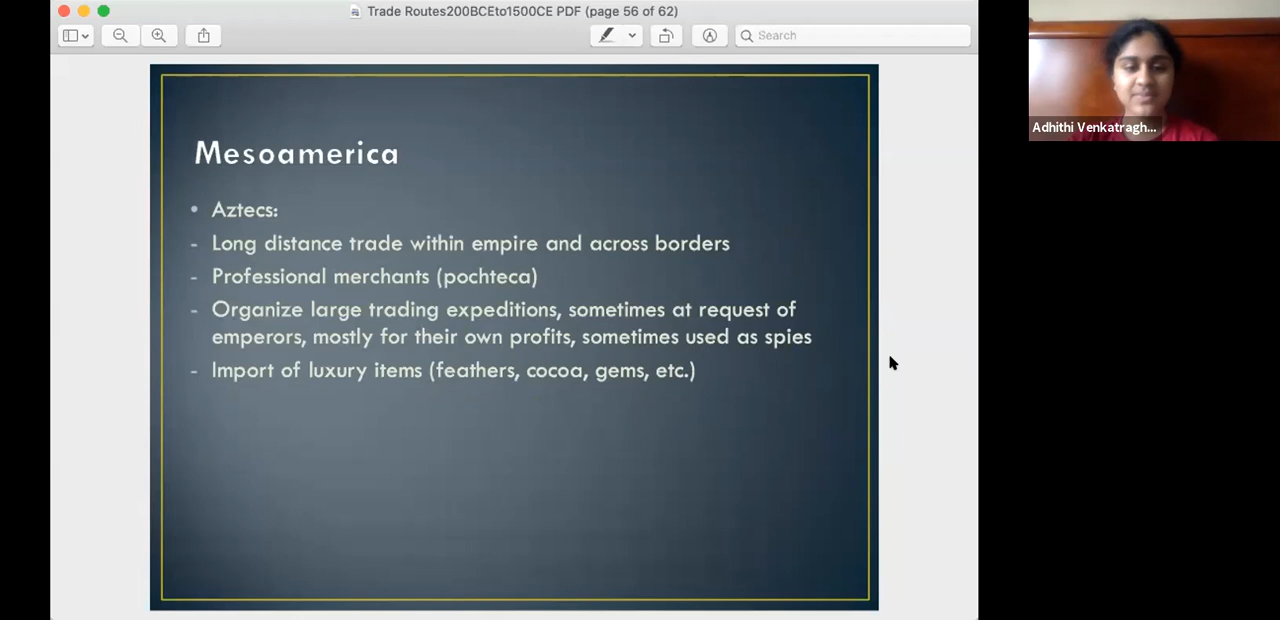 Trade Routes200BCEto1500CE PDF (page 56 of 62)
Search
Mesoamerica
• Aztecs:
- Long distance trade within empire and across borders
- Professional merchants (pochteca)
- Organize large trading expeditions, sometimes at request of
emperors, mostly for their own profits, sometimes used as spies
- Import of luxury items (feathers, cocoa, gems, etc.)
Adhithi Venkatragh...